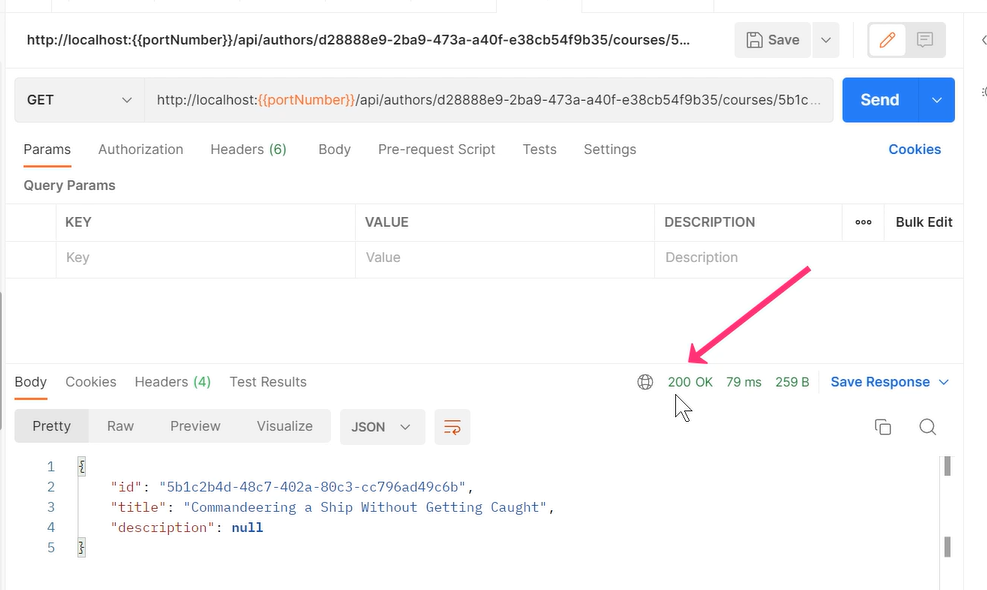 http://localhost:{{portNumber}}/api/authors/d28888e9-2ba9-473a-a40f-e38cb54f9b35/courses/5... Save
GET http://localhost:{{portNumber}}/api/authors/d28888e9-2ba9-473a-a40f-e38cb54f9b35/courses/5b1c... Send
Params Authorization Headers (6) Body Pre-request Script Tests Settings Cookies
Query Params
KEY VALUE DESCRIPTION ooo Bulk Edit
Key Value Description
Body Cookies Headers (4) Test Results 200 OK 79 ms 259 B Save Response
Pretty Raw Preview Visualize JSON
1 {
2 "id": "5b1c2b4d-48c7-402a-80c3-cc796ad49c6b",
3 "title": "Commandeering a Ship Without Getting Caught",
4 "description": null
5 }